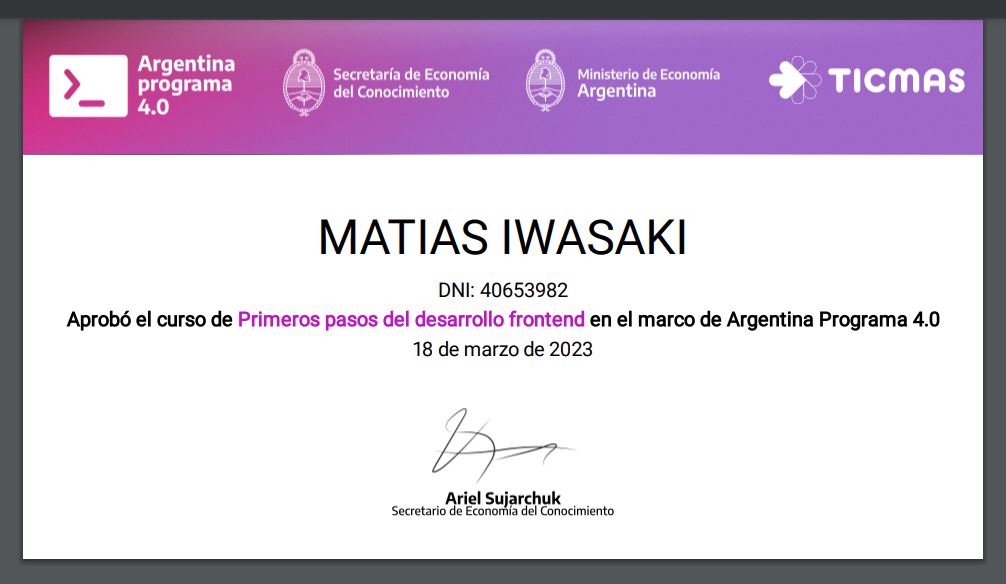 Argentina
programa
4.0
Secretaría de Economía
del Conocimiento
Ministerio de Economía
Argentina
TICMAS
MATIAS IWASAKI
DNI: 40653982
Aprobó el curso de Primeros pasos del desarrollo frontend en el marco de Argentina Programa 4.0
18 de marzo de 2023
Ariel Sujarchuk
Secretario de Economía del Conocimiento